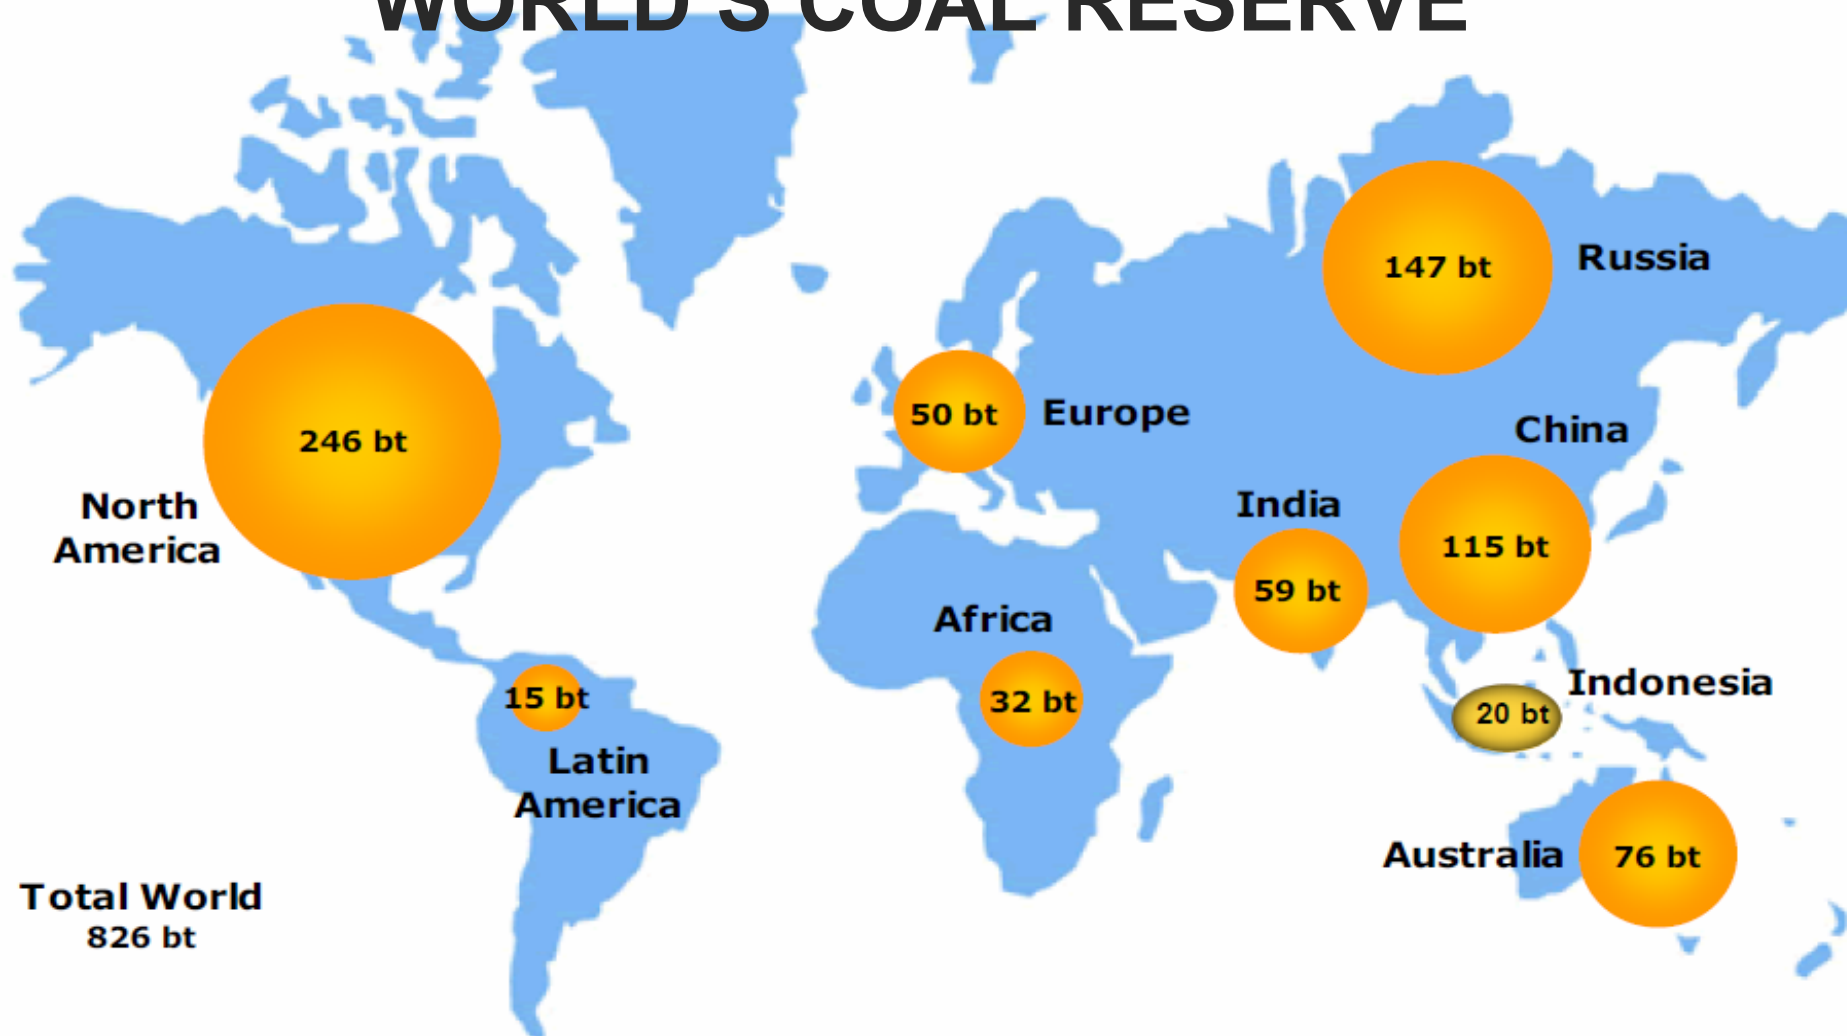 WORLD'S COAL RESERVE
147 bt
Russia
246 bt
50 bt
Europe
China
North
America
India
115 bt
59 bt
Africa
Indonesia
15 bt
32 bt
20 bt
Latin
America
Australia
76 bt
Total World
826 bt